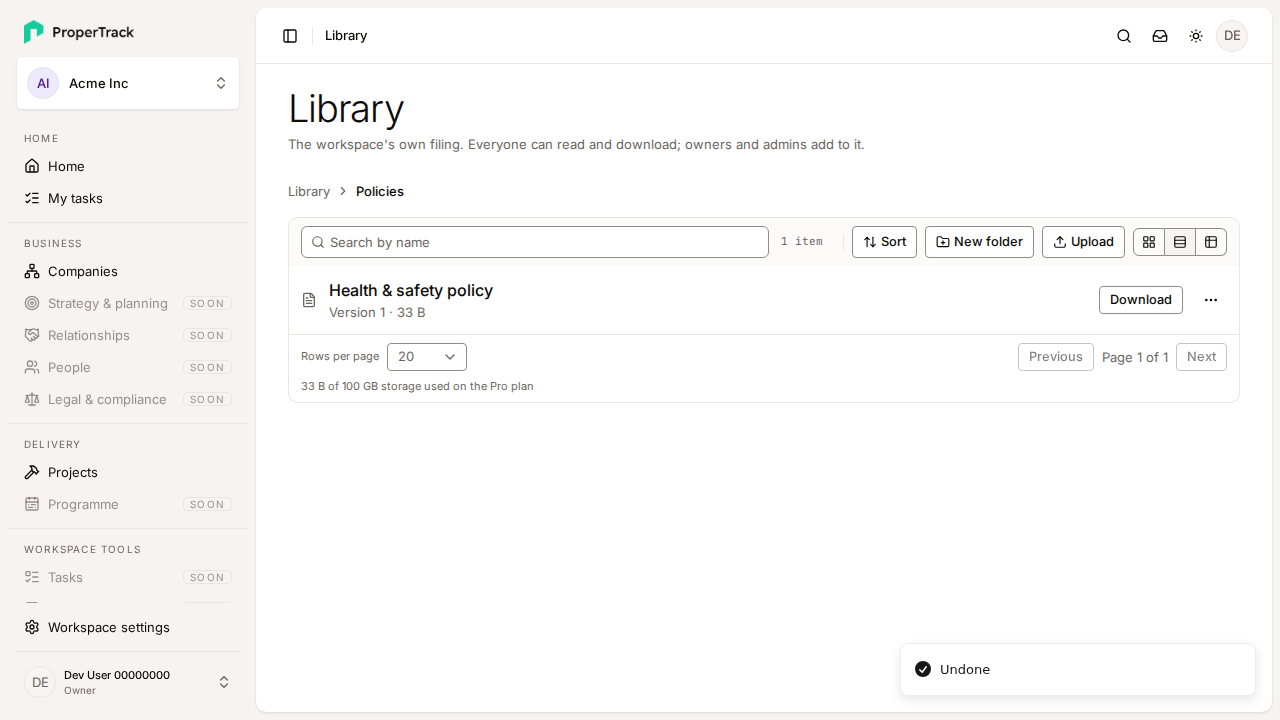 ProperTrack
AI
Acme Inc
HOME
Home
My tasks
BUSINESS
Companies
Strategy & planning SOON
Relationships SOON
People SOON
Legal & compliance SOON
DELIVERY
Projects
Programme SOON
WORKSPACE TOOLS
Tasks SOON
Workspace settings
DE
Dev User 00000000
Owner
Library
DE
Library
The workspace's own filing. Everyone can read and download; owners and admins add to it.
Library Policies
Search by name 1 item Sort New folder Upload
Health & safety policy
Version 1 · 33 B
Download
Rows per page 20 Previous Page 1 of 1 Next
33 B of 100 GB storage used on the Pro plan
Undone